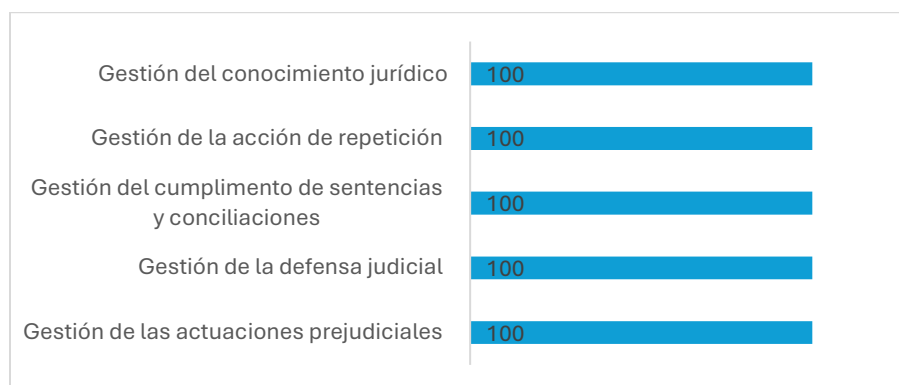 Gestión del conocimiento jurídico 100
Gestión de la acción de repetición 100
Gestión del cumplimento de sentencias
y conciliaciones 100
Gestión de la defensa judicial 100
Gestión de las actuaciones prejudiciales 100